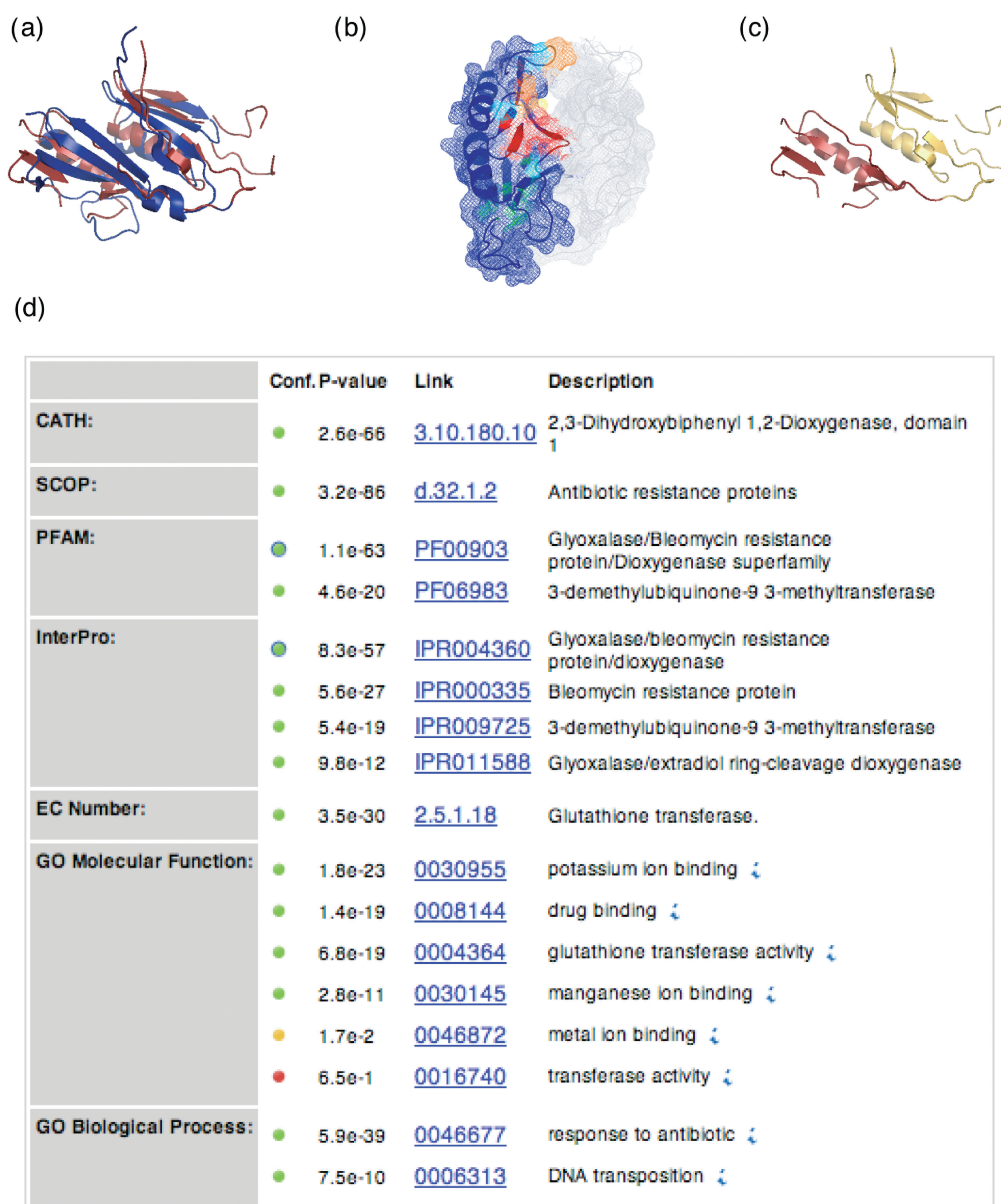 (a)
(b)
(c)
(d)
Conf. P-value Link Description
CATH: 2.6e-66 3.10.180.10 2,3-Dihydroxybiphenyl 1,2-Dioxygenase, domain
1
SCOP: 3.2e-86 d.32.1.2 Antibiotic resistance proteins
PFAM: 1.1e-63 PF00903 Glyoxalase/Bleomycin resistance
protein/Dioxygenase superfamily
4.6e-20 PF06983 3-demethylubiquinone-9 3-methyltransferase
InterPro: 8.3e-57 IPR004360 Glyoxalase/bleomycin resistance
protein/dioxygenase
5.6e-27 IPR000335 Bleomycin resistance protein
5.4e-19 IPR009725 3-demethylubiquinone-9 3-methyltransferase
9.8e-12 IPR011588 Glyoxalase/extradiol ring-cleavage dioxygenase
EC Number: 3.5e-30 2.5.1.18 Glutathione transferase.
GO Molecular Function: 1.8e-23 0030955 potassium ion binding i
1.4e-19 0008144 drug binding i
6.8e-19 0004364 glutathione transferase activity i
2.8e-11 0030145 manganese ion binding i
1.7e-2 0046872 metal ion binding i
6.5e-1 0016740 transferase activity i
GO Biological Process: 5.9e-39 0046677 response to antibiotic i
7.5e-10 0006313 DNA transposition i